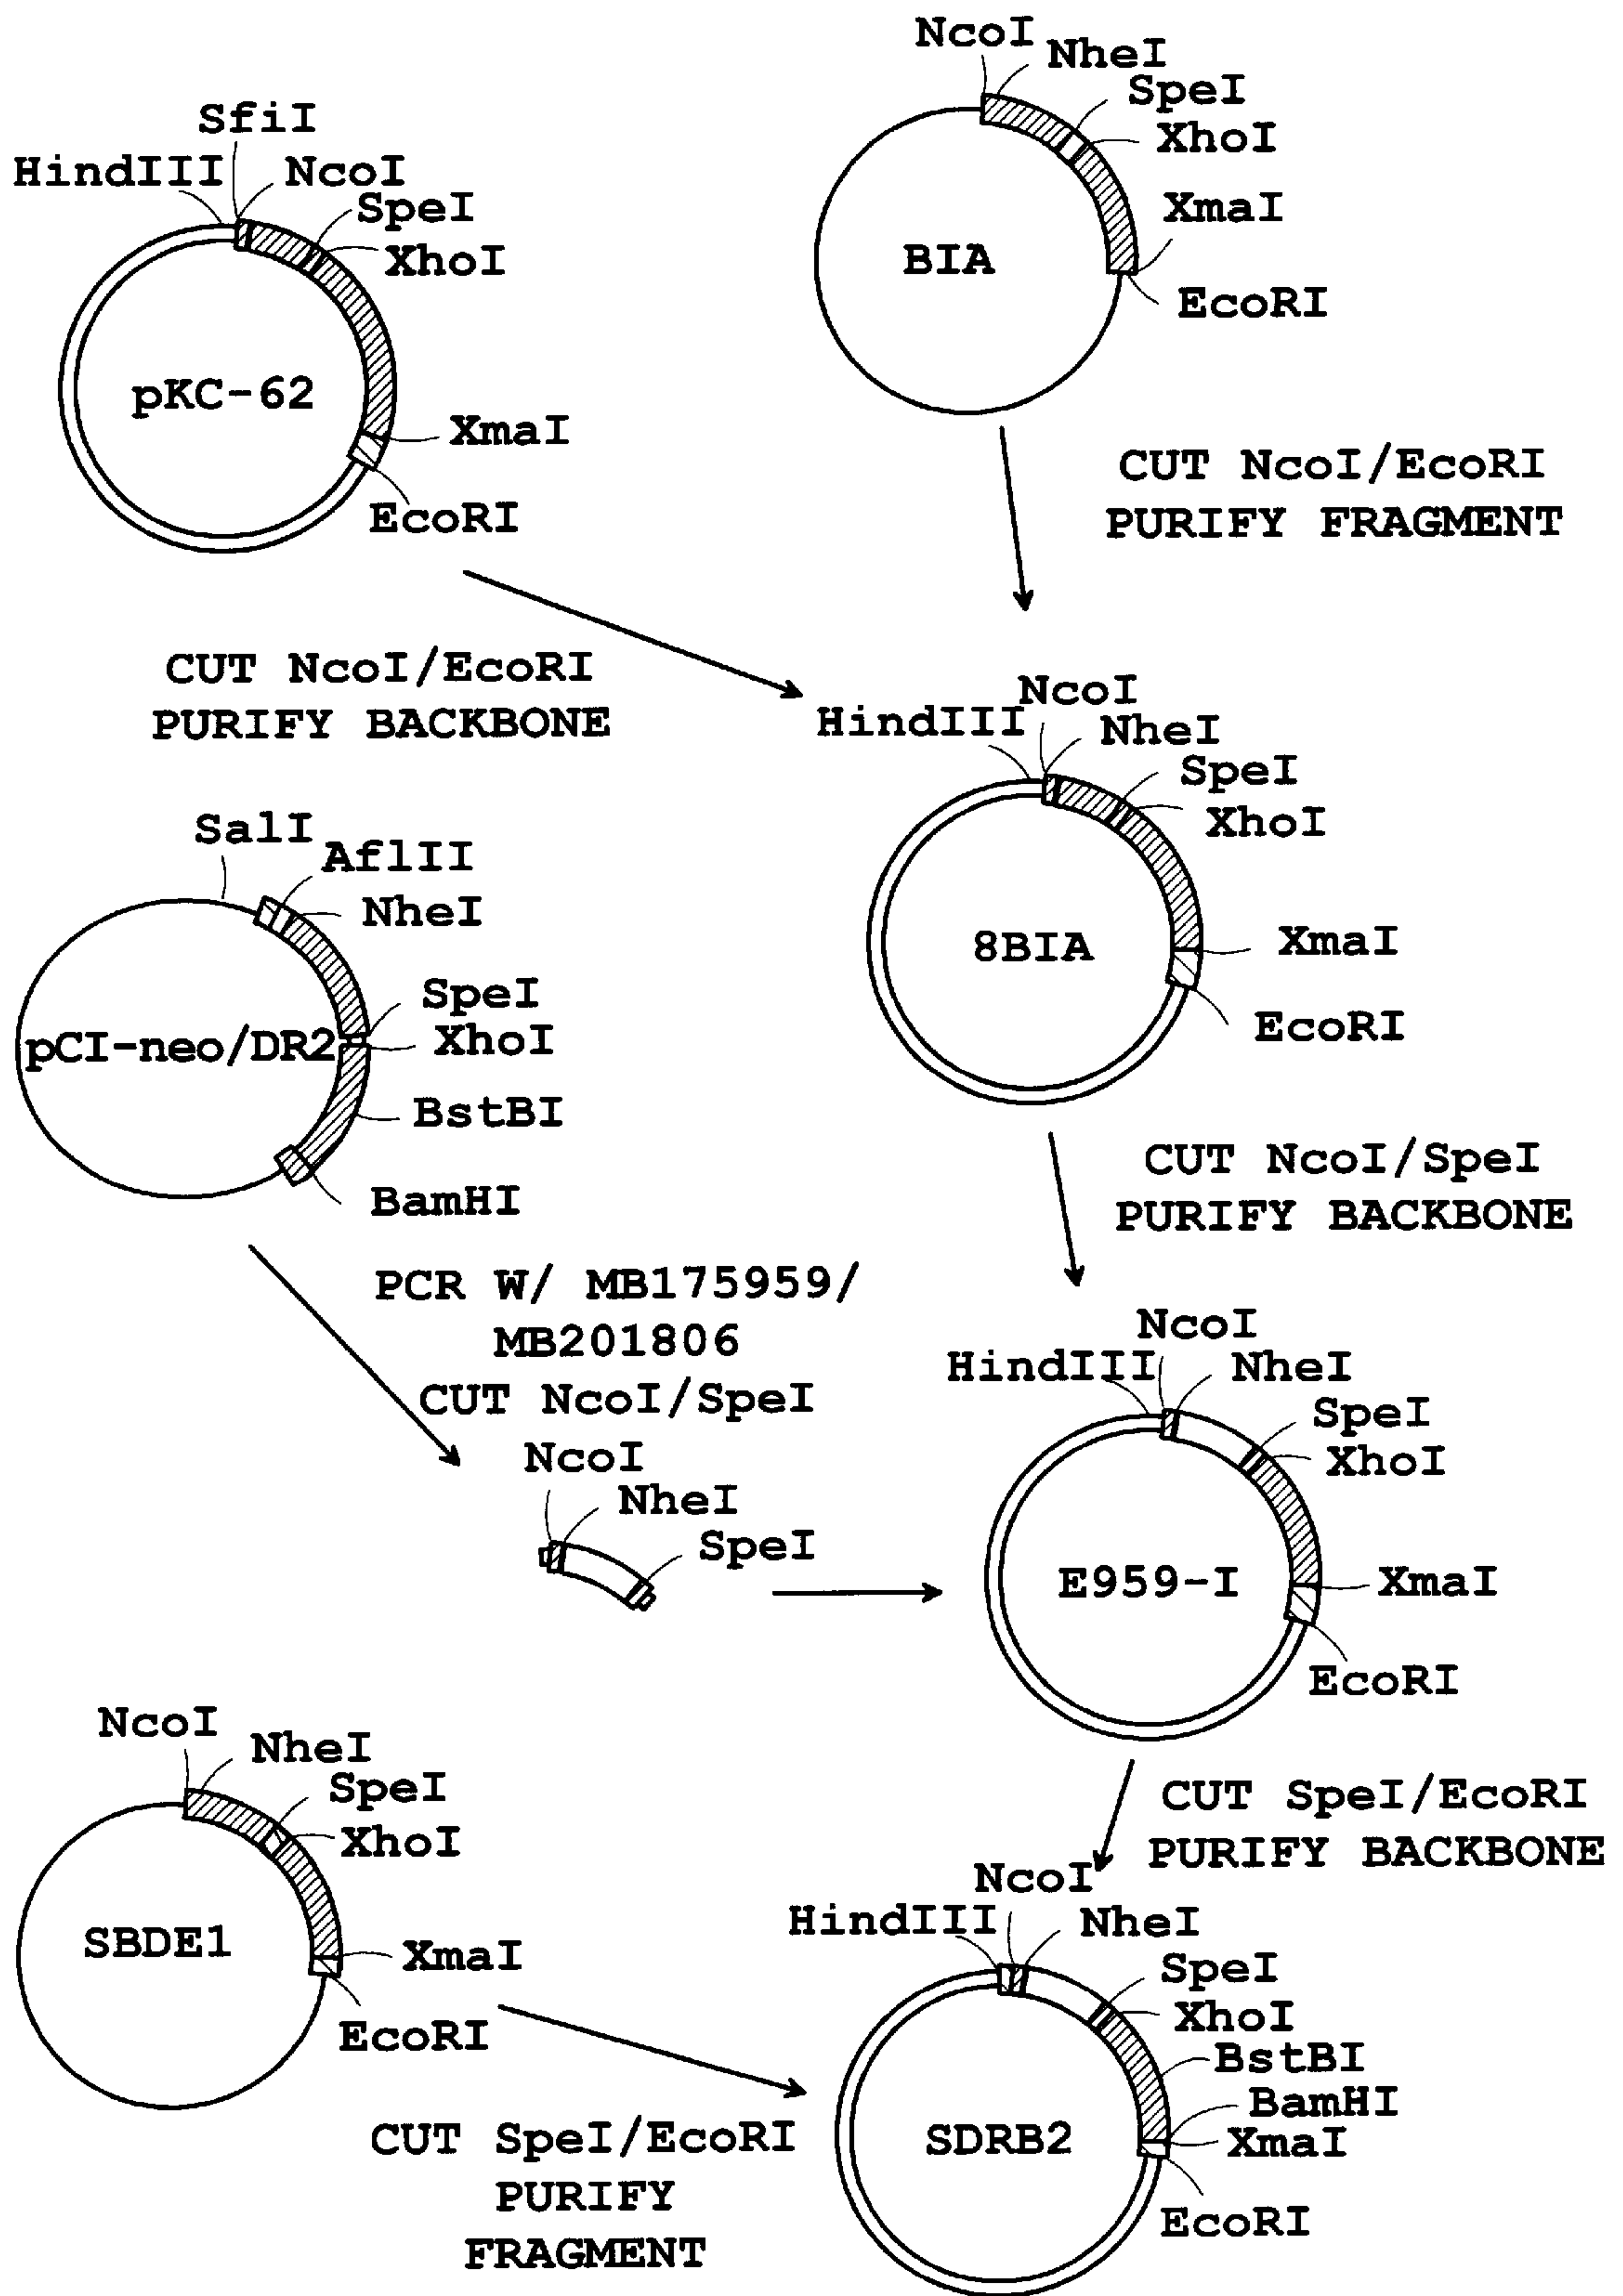 SfiI
HindIII
NcoI
SpeI
XhoI
pKC-62
XmaI
EcoRI
NcoI
NheI
SpeI
XhoI
BIA
XmaI
EcoRI
CUT NcoI/EcoRI
PURIFY FRAGMENT
CUT NcoI/EcoRI
PURIFY BACKBONE
NcoI
HindIII
NheI
SpeI
XhoI
8BIA
XmaI
EcoRI
SalI
AflII
NheI
SpeI
pCI-neo/DR2
XhoI
BstBI
BamHI
CUT NcoI/SpeI
PURIFY BACKBONE
PCR W/ MB175959/
MB201806
CUT NcoI/SpeI
NcoI
NheI
SpeI
NcoI
HindIII
NheI
SpeI
XhoI
E959-I
XmaI
EcoRI
NcoI
NheI
SpeI
XhoI
SBDE1
XmaI
EcoRI
CUT SpeI/EcoRI
PURIFY BACKBONE
CUT SpeI/EcoRI
PURIFY
FRAGMENT
NcoI
HindIII
NheI
SpeI
XhoI
BstBI
BamHI
SDRB2
XmaI
EcoRI